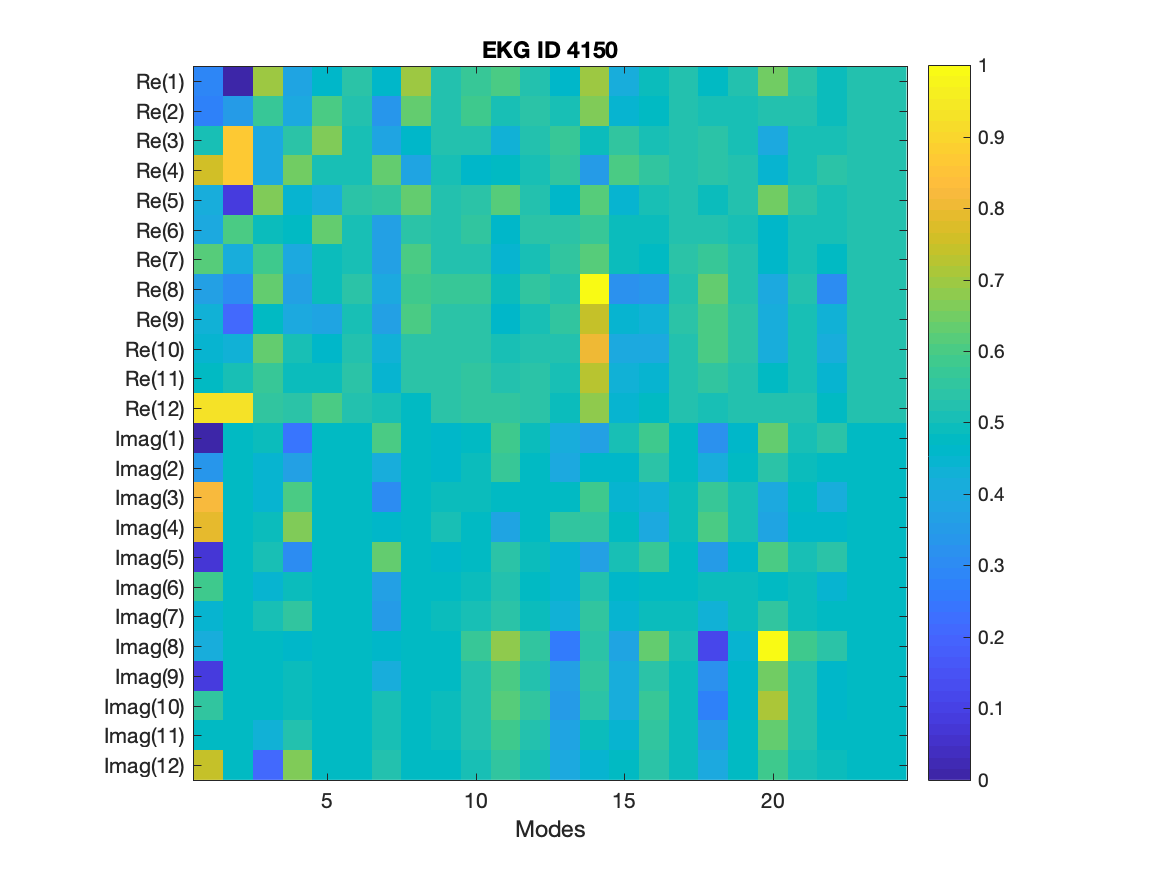 EKG ID 4150
Re(1)
Re(2)
Re(3)
Re(4)
Re(5)
Re(6)
Re(7)
Re(8)
Re(9)
Re(10)
Re(11)
Re(12)
Imag(1)
Imag(2)
Imag(3)
Imag(4)
Imag(5)
Imag(6)
Imag(7)
Imag(8)
Imag(9)
Imag(10)
Imag(11)
Imag(12)
5 10 15 20
Modes
1
0.9
0.8
0.7
0.6
0.5
0.4
0.3
0.2
0.1
0